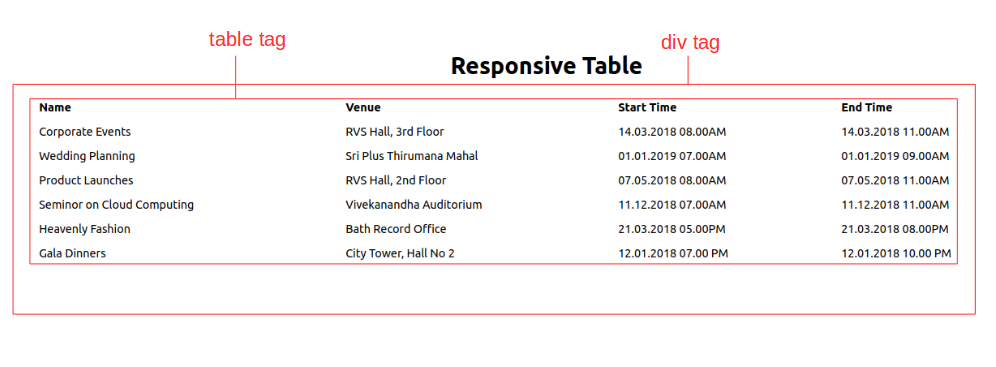 table tag
div tag
Responsive Table
Name Venue Start Time End Time
Corporate Events RVS Hall, 3rd Floor 14.03.2018 08.00AM 14.03.2018 11.00AM
Wedding Planning Sri Plus Thirumana Mahal 01.01.2019 07.00AM 01.01.2019 09.00AM
Product Launches RVS Hall, 2nd Floor 07.05.2018 08.00AM 07.05.2018 11.00AM
Seminor on Cloud Computing Vivekanandha Auditorium 11.12.2018 07.00AM 11.12.2018 11.00AM
Heavenly Fashion Bath Record Office 21.03.2018 05.00PM 21.03.2018 08.00PM
Gala Dinners City Tower, Hall No 2 12.01.2018 07.00 PM 12.01.2018 10.00 PM